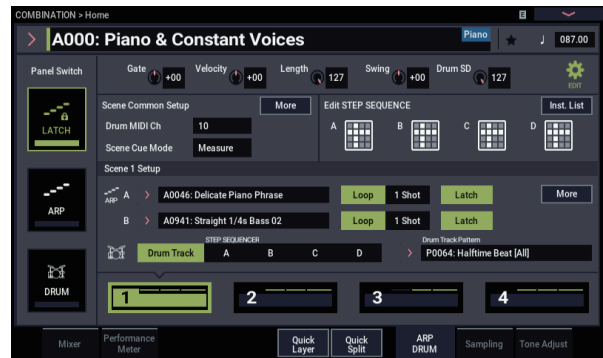 COMBINATION > Home E
A000: Piano & Constant Voices Piano ♩ 087.00
Panel Switch Gate +00 Velocity +00 Length 127 Swing +00 Drum SD 127 EDIT
Scene Common Setup More Edit STEP SEQUENCE Inst. List
LATCH Drum MIDI Ch 10 A B C D
Scene Cue Mode Measure
Scene 1 Setup
ARP ARP A > A0046: Delicate Piano Phrase Loop 1 Shot Latch More
B > A0941: Straight 1/4s Bass 02 Loop 1 Shot Latch
STEP SEQUENCER Drum Track Pattern
Drum Track A B C D > P0064: Halftime Beat [All]
DRUM 1 2 3 4
Mixer Performance Meter Quick Layer Quick Split ARP DRUM Sampling Tone Adjust